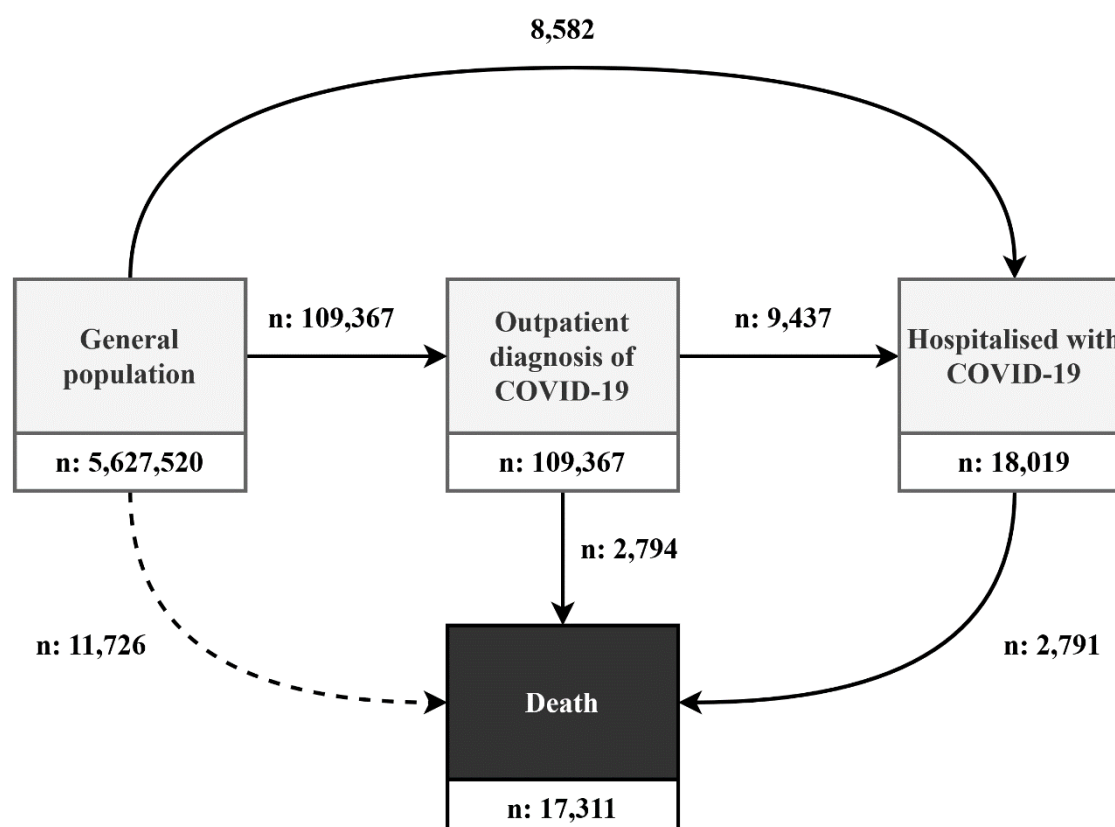 8,582
General
population
n: 5,627,520
n: 109,367
Outpatient
diagnosis of
COVID-19
n: 109,367
n: 9,437
Hospitalised with
COVID-19
n: 18,019
n: 11,726
n: 2,794
n: 2,791
Death
n: 17,311